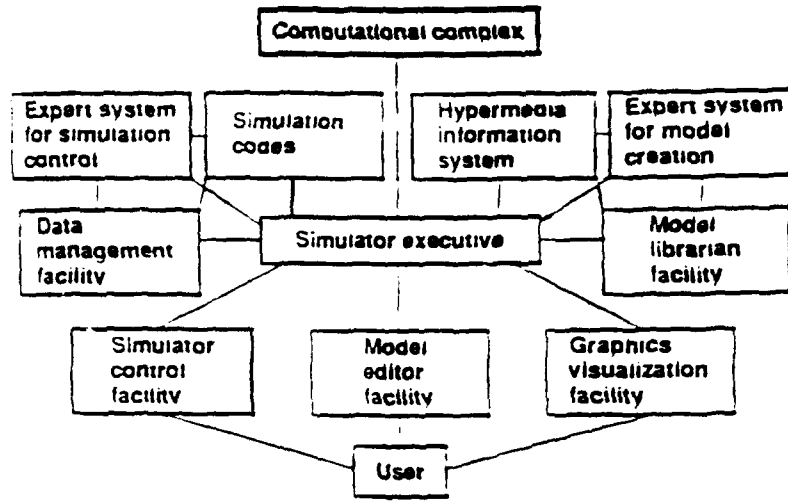 Computational complex
Expert system
for simulation
control
Simulation
codes
Hypermedia
information
system
Expert system
for model
creation
Data
management
facility
Simulator executive
Model
librarian
facility
Simulator
control
facility
Model
editor
facility
Graphics
visualization
facility
User